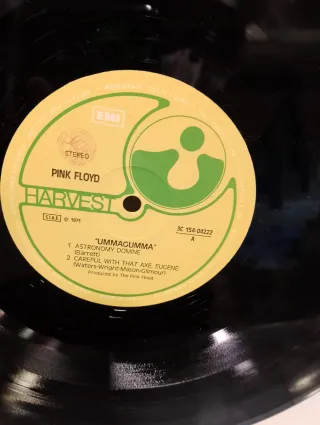 EMI
STEREO
PINK FLOYD
HARVEST
S.I.A.E. ℗ 1971
3C 154-04222
A
"UMMAGUMMA"
1. ASTRONOMY DOMINE
(Barrett)
2. CAREFUL WITH THAT AXE, EUGENE
(Waters-Wright-Mason-Gilmour)
Produced by The Pink Floyd